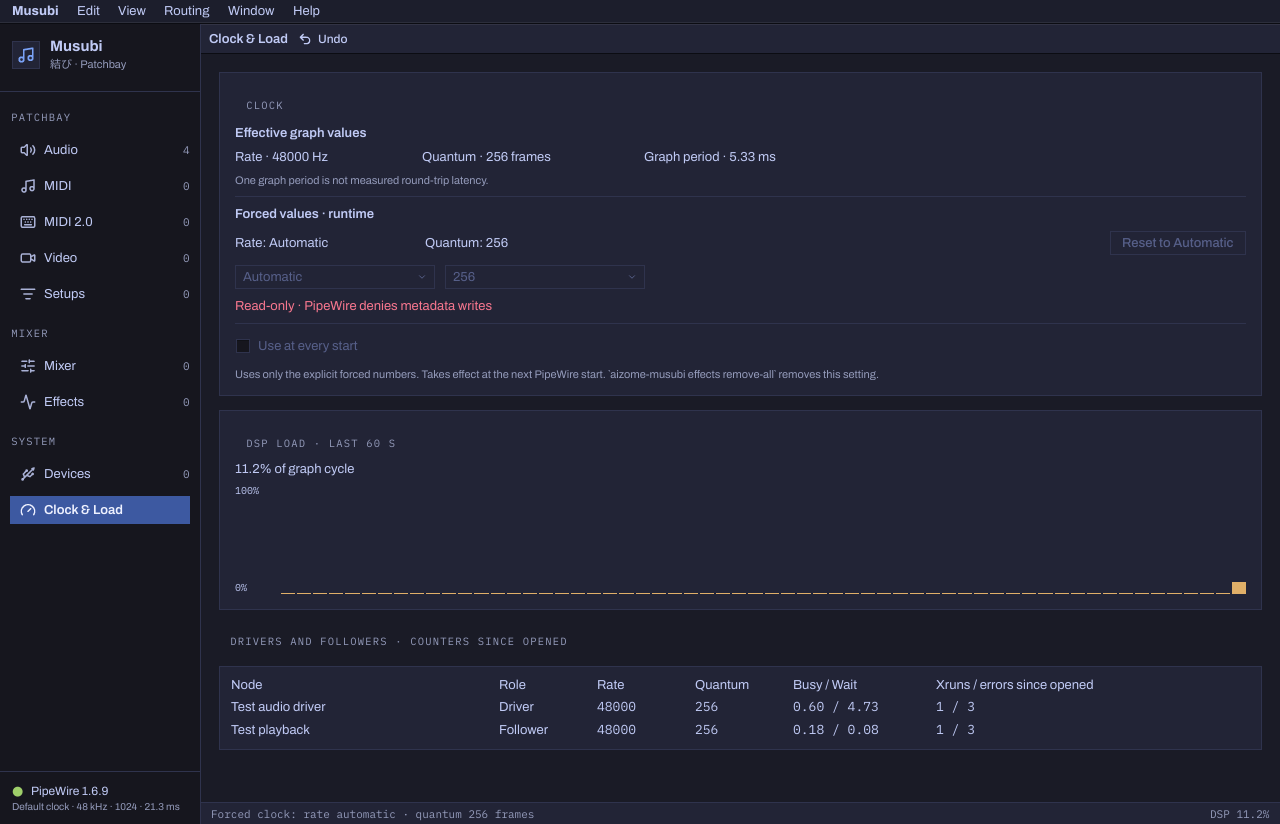 Musubi Edit View Routing Window Help
Musubi
結び · Patchbay
Clock & Load Undo
PATCHBAY
Audio 4
MIDI 0
MIDI 2.0 0
Video 0
Setups 0
MIXER
Mixer 0
Effects 0
SYSTEM
Devices 0
Clock & Load
PipeWire 1.6.9
Default clock · 48 kHz · 1024 · 21.3 ms
CLOCK
Effective graph values
Rate · 48000 Hz Quantum · 256 frames Graph period · 5.33 ms
One graph period is not measured round-trip latency.
Forced values · runtime
Rate: Automatic Quantum: 256 Reset to Automatic
Automatic 256
Read-only · PipeWire denies metadata writes
Use at every start
Uses only the explicit forced numbers. Takes effect at the next PipeWire start. `aizome-musubi effects remove-all` removes this setting.
DSP LOAD · LAST 60 S
11.2% of graph cycle
100%
0%
DRIVERS AND FOLLOWERS · COUNTERS SINCE OPENED
Node Role Rate Quantum Busy / Wait Xruns / errors since opened
Test audio driver Driver 48000 256 0.60 / 4.73 1 / 3
Test playback Follower 48000 256 0.18 / 0.08 1 / 3
Forced clock: rate automatic · quantum 256 frames DSP 11.2%